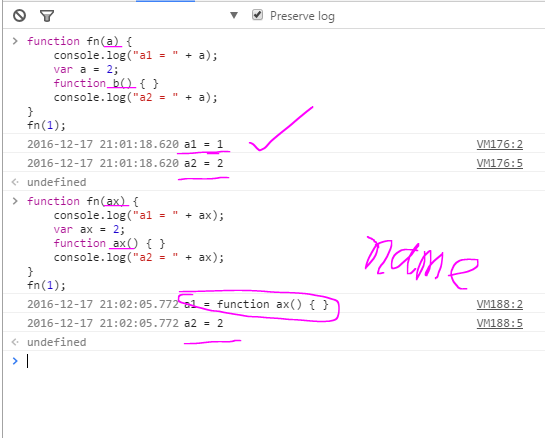 Preserve log
function fn(a) {
console.log("a1 = " + a);
var a = 2;
function b() { }
console.log("a2 = " + a);
}
fn(1);
2016-12-17 21:01:18.620 a1 = 1 VM176:2
2016-12-17 21:01:18.620 a2 = 2 VM176:5
undefined
function fn(ax) {
console.log("a1 = " + ax);
var ax = 2;
function ax() { }
console.log("a2 = " + ax);
}
fn(1);
name
2016-12-17 21:02:05.772 a1 = function ax() { } VM188:2
2016-12-17 21:02:05.772 a2 = 2 VM188:5
undefined